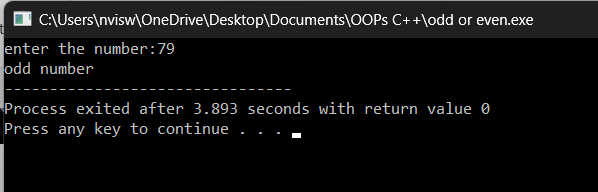 C:\Users\nvisw\OneDrive\Desktop\Documents\OOPs C++\odd or even.exe
enter the number:79
odd number
--------------------------------
Process exited after 3.893 seconds with return value 0
Press any key to continue . . .